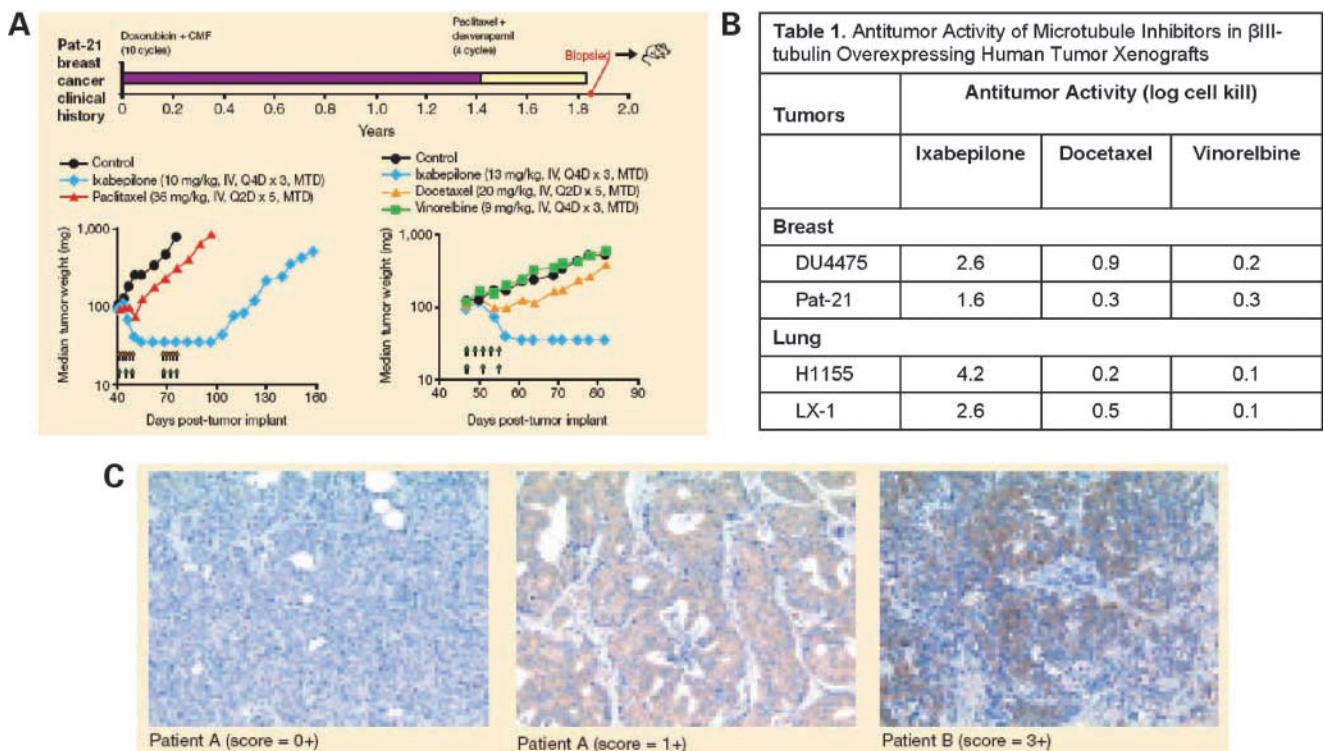 A
Pat-21
breast
cancer
clinical
history
Doxorubicin + CMF
(10 cycles)
Paclitaxel +
dexverapamil
(4 cycles)
Biopsied
0 0.2 0.4 0.6 0.8 1.0 1.2 1.4 1.6 1.8 2.0
Years
Control
Ixabepilone (10 mg/kg, IV, Q4D x 3, MTD)
Paclitaxel (36 mg/kg, IV, Q2D x 5, MTD)
Median tumor weight (mg)
1,000
100
10
40 70 100 130 160
Days post-tumor implant
Control
Ixabepilone (13 mg/kg, IV, Q4D x 3, MTD)
Docetaxel (20 mg/kg, IV, Q2D x 5, MTD)
Vinorelbine (9 mg/kg, IV, Q4D x 3, MTD)
Median tumor weight (mg)
1,000
100
10
40 50 60 70 80 90
Days post-tumor implant
B
Table 1. Antitumor Activity of Microtubule Inhibitors in βIII-
tubulin Overexpressing Human Tumor Xenografts
Tumors
Antitumor Activity (log cell kill)
Ixabepilone Docetaxel Vinorelbine
Breast
DU4475 2.6 0.9 0.2
Pat-21 1.6 0.3 0.3
Lung
H1155 4.2 0.2 0.1
LX-1 2.6 0.5 0.1
C
Patient A (score = 0+)
Patient A (score = 1+)
Patient B (score = 3+)